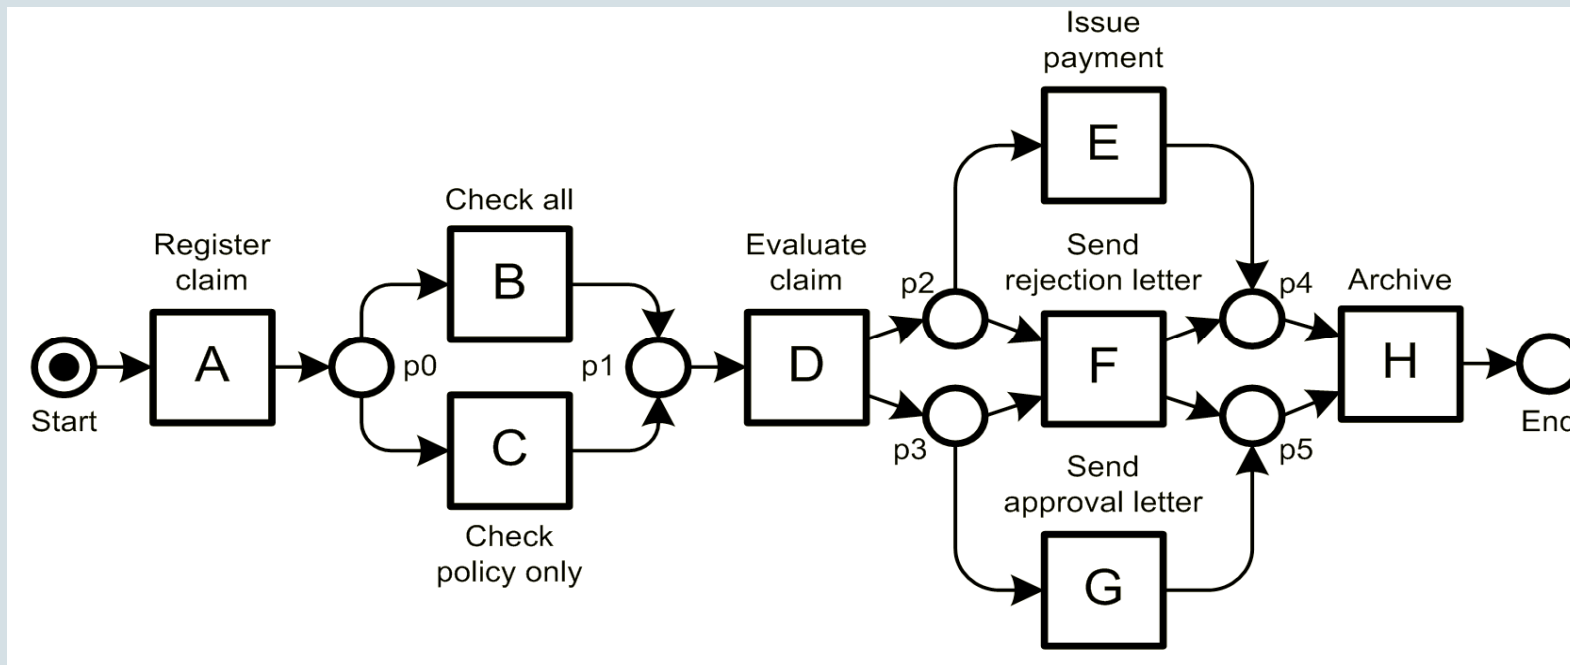 Issue
payment
E
Check all
B
Register
claim
A
Start
p0
p1
C
Check
policy only
Evaluate
claim
D
p2
p3
Send
rejection letter
F
Send
approval letter
G
p4
p5
Archive
H